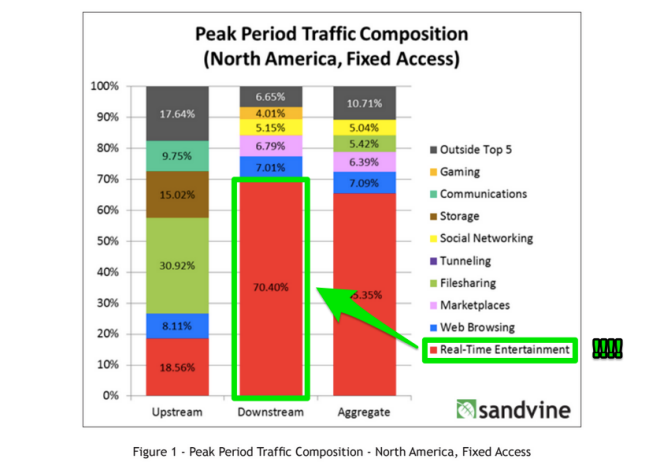 Peak Period Traffic Composition
(North America, Fixed Access)
100%
90%
80%
70%
60%
50%
40%
30%
20%
10%
0%
17.64%
9.75%
15.02%
30.92%
8.11%
18.56%
6.65%
4.01%
5.15%
6.79%
7.01%
70.40%
10.71%
5.04%
5.42%
6.39%
7.09%
5.35%
Upstream
Downstream
Aggregate
Outside Top 5
Gaming
Communications
Storage
Social Networking
Tunneling
Filesharing
Marketplaces
Web Browsing
Real-Time Entertainment
!!!!
sandvine
Figure 1 - Peak Period Traffic Composition - North America, Fixed Access